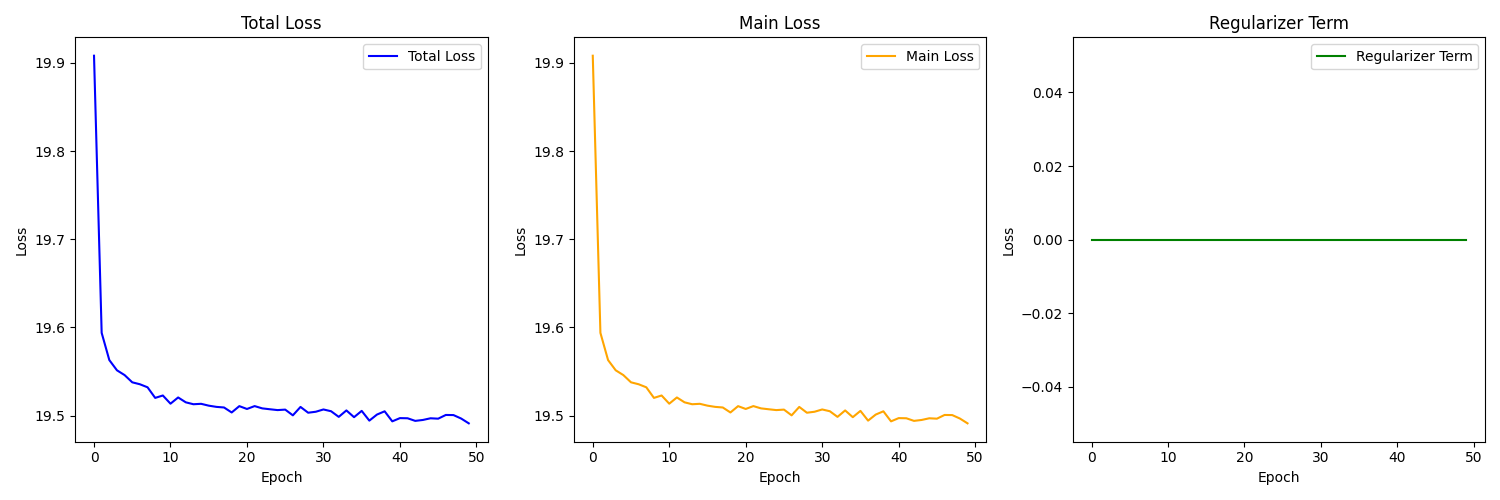 Total Loss
Total Loss
19.9
19.8
19.7
19.6
19.5
Loss
0 10 20 30 40 50
Epoch
Main Loss
Main Loss
19.9
19.8
19.7
19.6
19.5
Loss
0 10 20 30 40 50
Epoch
Regularizer Term
Regularizer Term
0.04
0.02
0.00
−0.02
−0.04
Loss
0 10 20 30 40 50
Epoch